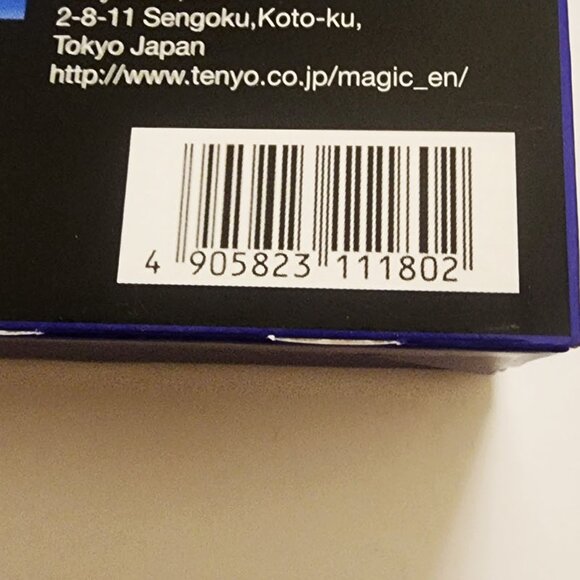 2-8-11 Sengoku,Koto-ku,
Tokyo Japan
http://www.tenyo.co.jp/magic_en/
4 905823 111802